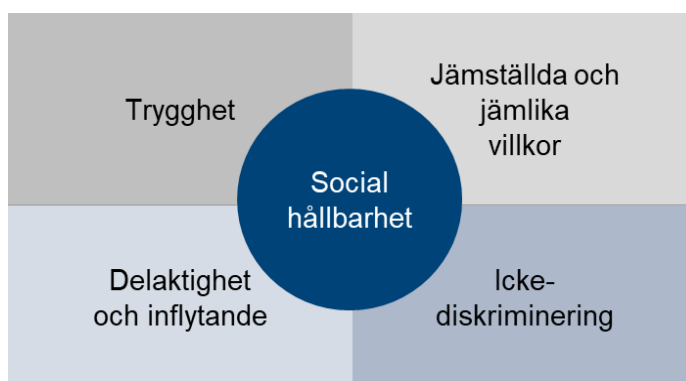 Trygghet
Jämställda och
jämlika
villkor
Social
hållbarhet
Delaktighet
och inflytande
Icke-
diskriminering